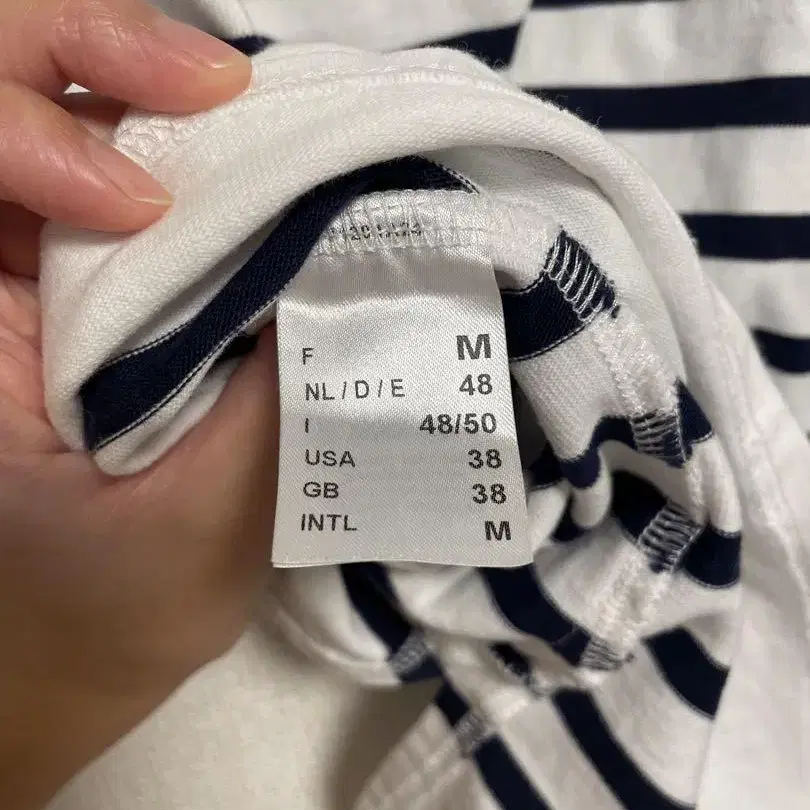 F M
NL / D / E 48
I 48/50
USA 38
GB 38
INTL M